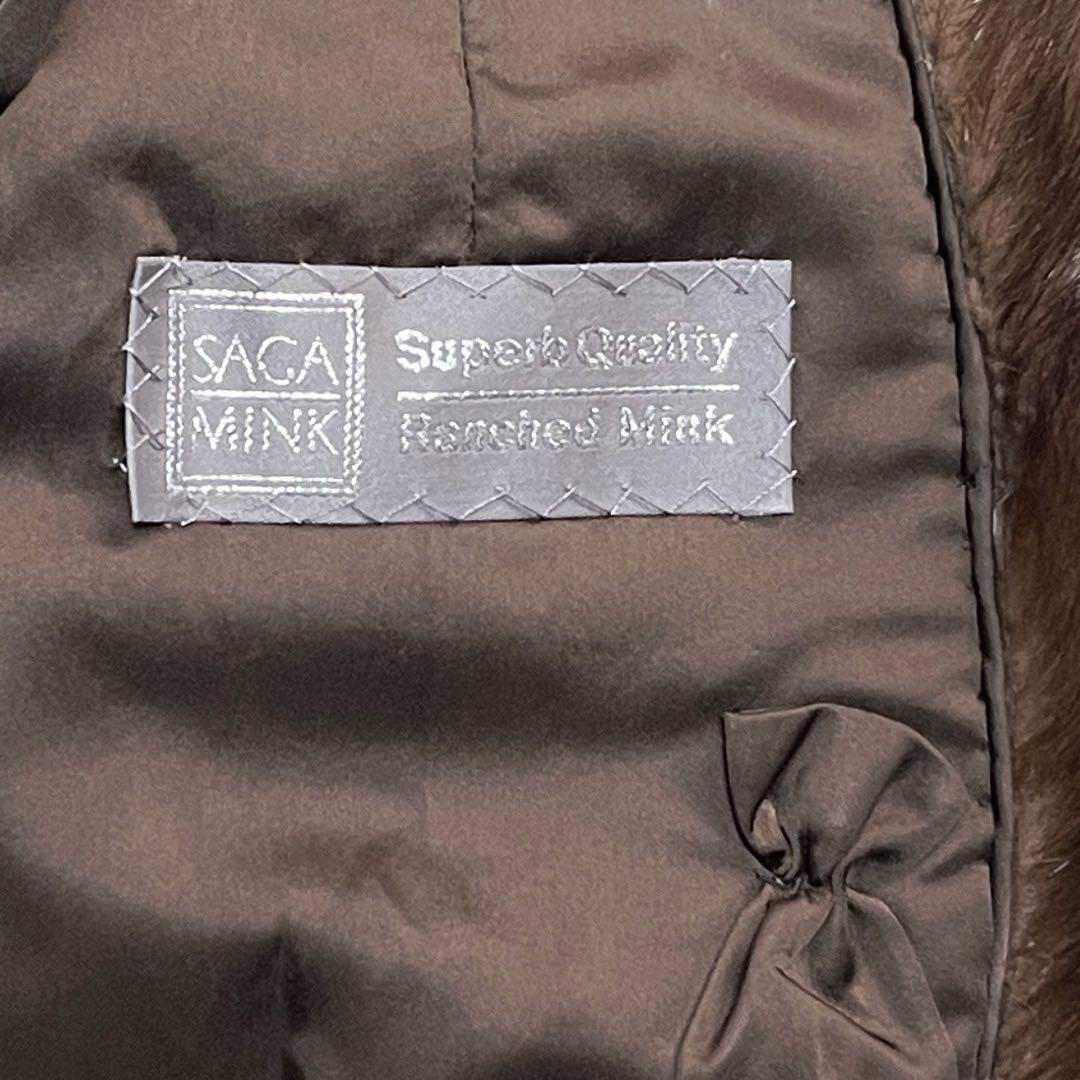 SAGA
MINK
Superb Quality
Ranched Mink